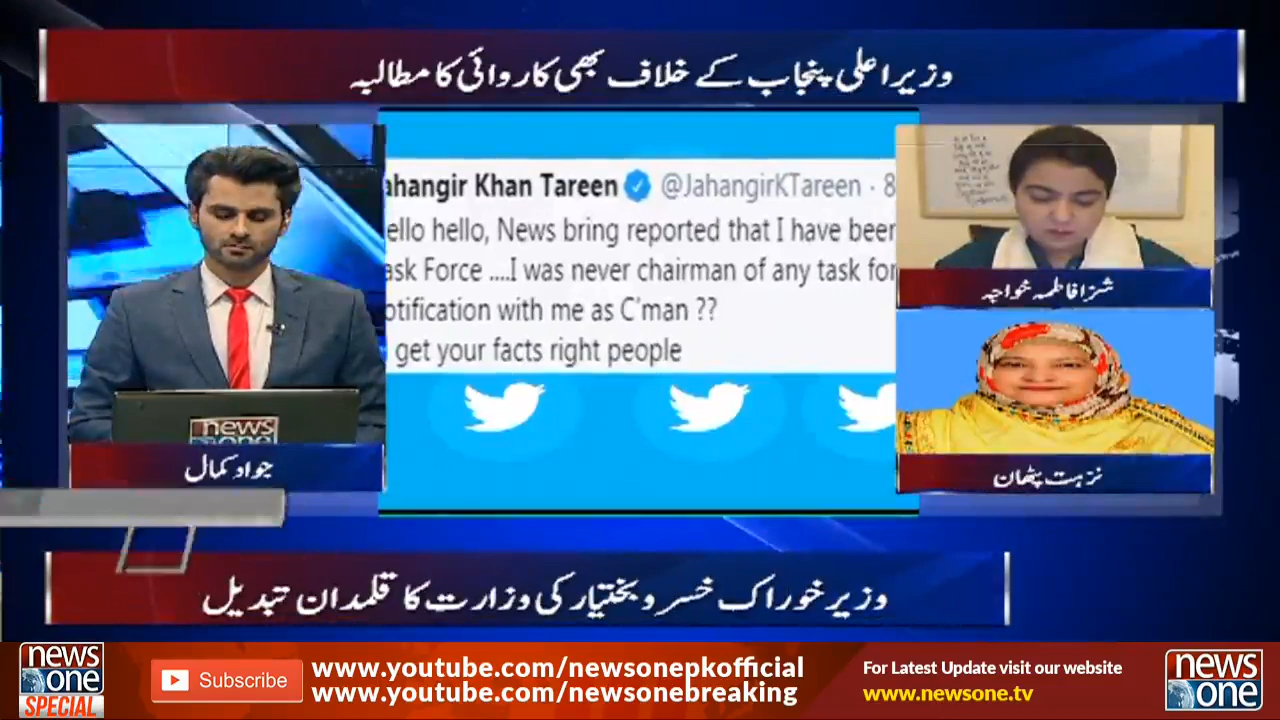 وزیراعلی پنجاب کے خلاف بھی کاروائی کا مطالبہ
ahangir Khan Tareen @JahangirKTareen · 8
ello hello, News bring reported that I have been
ask Force ....I was never chairman of any task for
otification with me as C'man ??
get your facts right people
شزا فاطمہ خواجہ
نزہت پٹھان
news one
جواد کمال
وزیر خوراک خسرو بختیار کی وزارت کا قلمدان تبدیل
news one SPECIAL
Subscribe
www.youtube.com/newsonepkofficial
www.youtube.com/newsonebreaking
For Latest Update visit our website
www.newsone.tv
news one